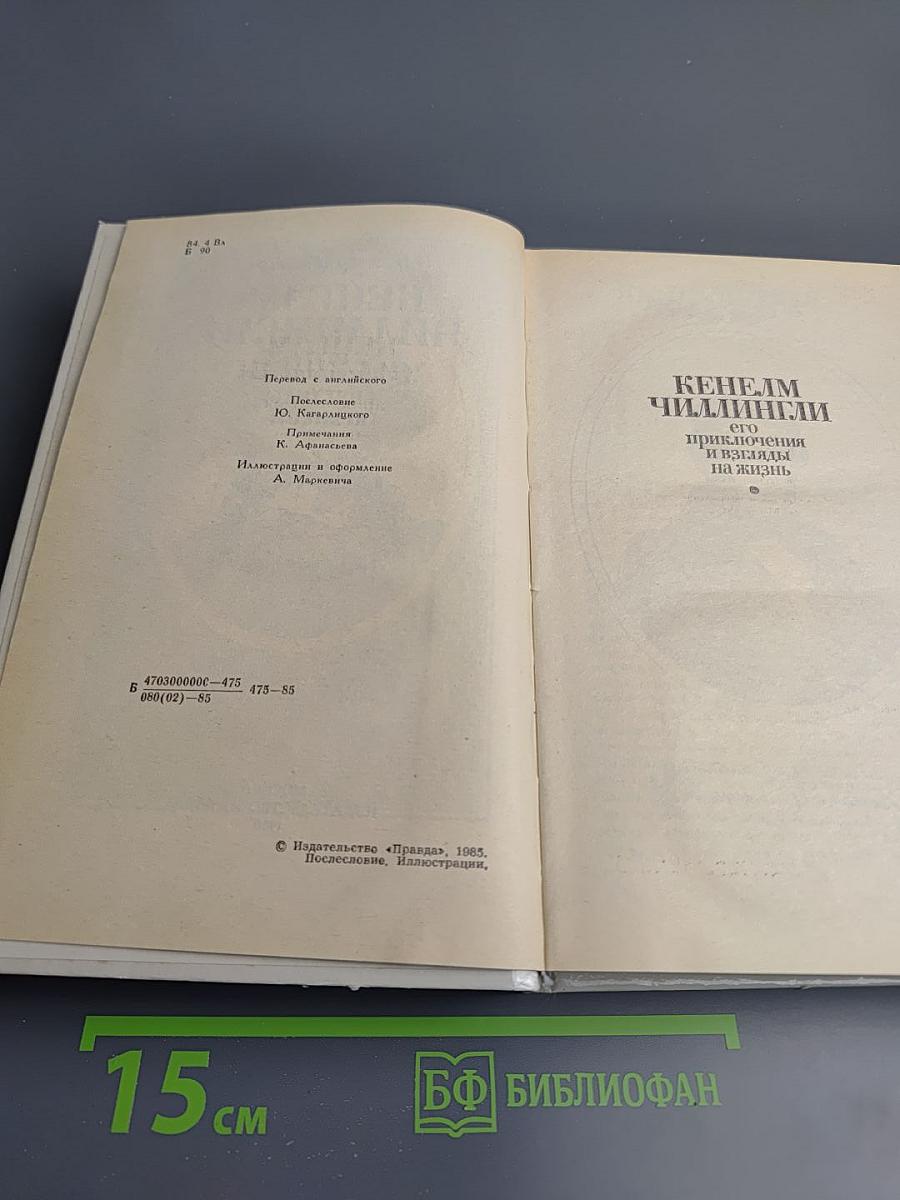 84. 4 Вл
Б 90
Перевод с английского
Послесловие
Ю. Кагарлицкого
Примечания
К. Афанасьева
Иллюстрации и оформление
А. Маркевича
Б 4703000000—475
080(02)—85
475—85
© Издательство «Правда», 1985.
Послесловие. Иллюстрации.
КЕНЕЛМ
ЧИЛЛИНГЛИ
его
приключения
и взгляды
на жизнь
15 см
БФ БИБЛИОФАН